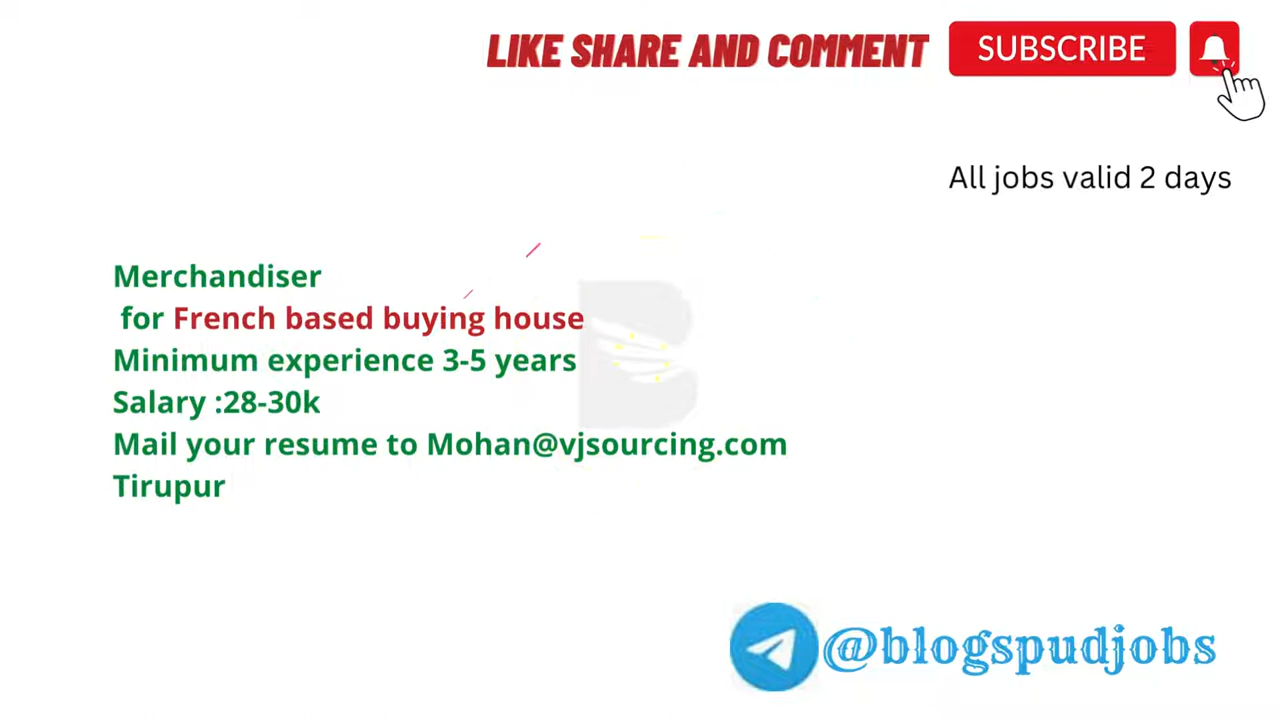 LIKE SHARE AND COMMENT
SUBSCRIBE
All jobs valid 2 days
Merchandiser
for French based buying house
Minimum experience 3-5 years
Salary :28-30k
Mail your resume to Mohan@vjsourcing.com
Tirupur
@blogspudjobs